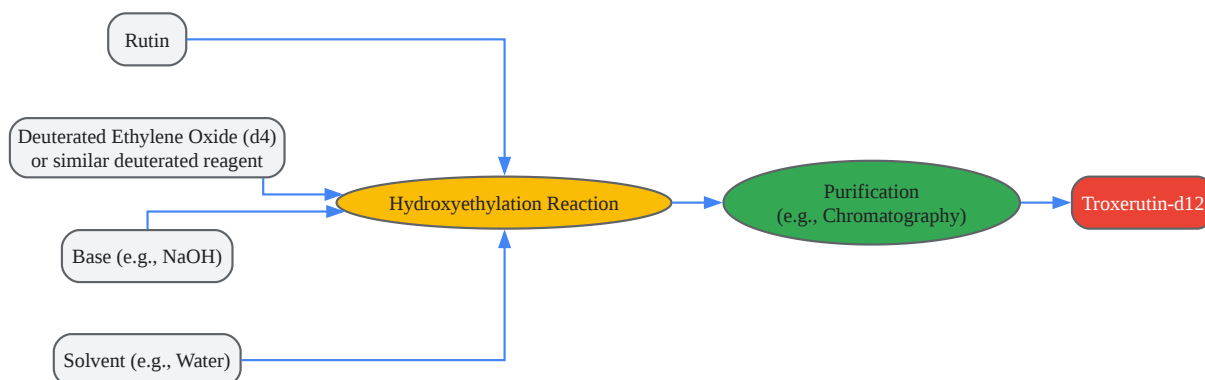 Rutin
Deuterated Ethylene Oxide (d4)
or similar deuterated reagent
Base (e.g., NaOH)
Solvent (e.g., Water)
Hydroxyethylation Reaction
Purification
(e.g., Chromatography)
Troxerutin-d12